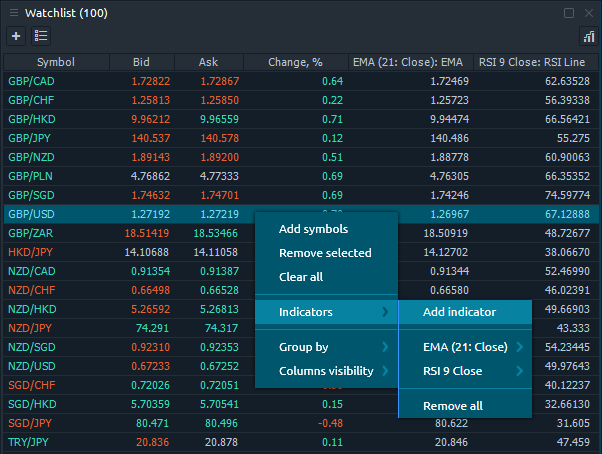 Watchlist (100)
Symbol Bid Ask Change, % EMA (21: Close): EMA RSI 9 Close: RSI Line
GBP/CAD 1.72822 1.72867 0.64 1.72469 62.63528
GBP/CHF 1.25813 1.25850 0.22 1.25723 56.39338
GBP/HKD 9.96212 9.96559 0.71 9.94474 66.56421
GBP/JPY 140.537 140.578 0.12 140.486 55.275
GBP/NZD 1.89143 1.89200 0.51 1.88778 60.90063
GBP/PLN 4.76862 4.77333 0.69 4.76305 66.35352
GBP/SGD 1.74632 1.74701 0.69 1.74246 74.59774
GBP/USD 1.27192 1.27219 1.26967 67.12888
GBP/ZAR 18.51419 18.53466 18.50919 48.72677
HKD/JPY 14.10688 14.11058 14.12702 38.06670
NZD/CAD 0.91354 0.91387 0.91344 52.46990
NZD/CHF 0.66498 0.66528 0.66580 46.02391
NZD/HKD 5.26592 5.26813 49.66903
NZD/JPY 74.291 74.317 43.333
NZD/SGD 0.92310 0.92353 54.23445
NZD/USD 0.67233 0.67252 49.97643
SGD/CHF 0.72026 0.72051 40.12237
SGD/HKD 5.70359 5.70541 0.15 32.66130
SGD/JPY 80.471 80.496 -0.48 80.622 31.605
TRY/JPY 20.836 20.878 0.11 20.846 47.459
Add symbols
Remove selected
Clear all
Indicators
Group by
Columns visibility
Add indicator
EMA (21: Close)
RSI 9 Close
Remove all